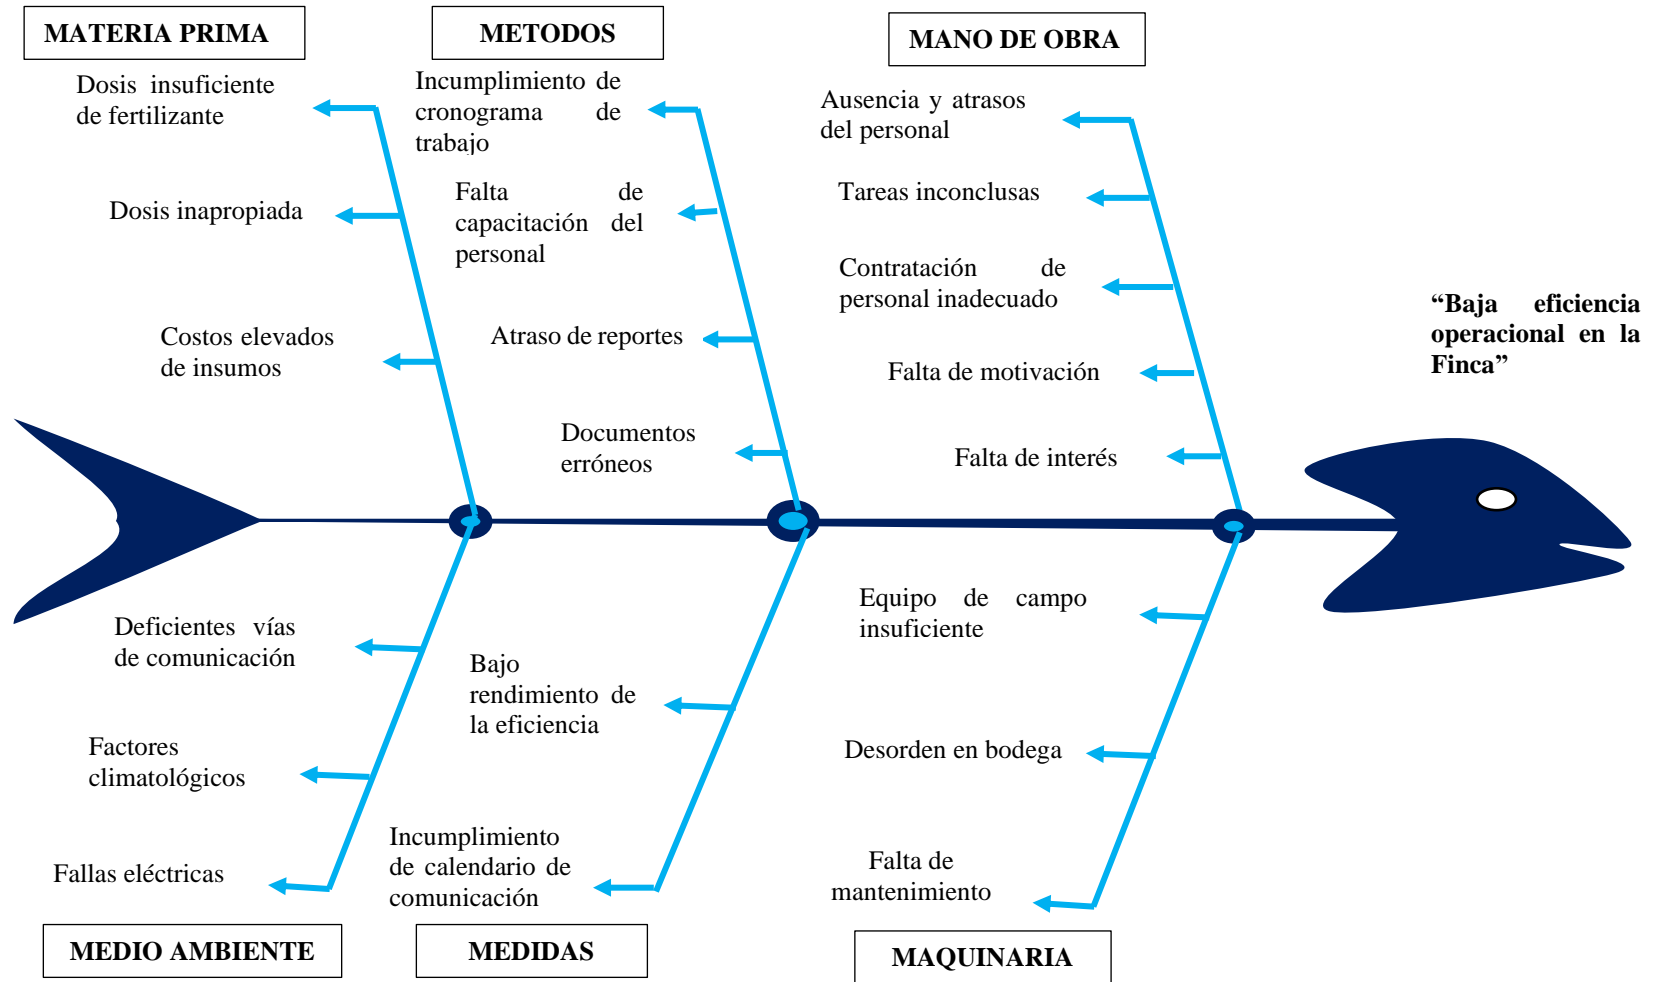 MATERIA PRIMA
Dosis insuficiente
de fertilizante
Dosis inapropiada
Costos elevados
de insumos
METODOS
Incumplimiento de
cronograma de
trabajo
Falta de
capacitación del
personal
Atraso de reportes
Documentos
erróneos
MANO DE OBRA
Ausencia y atrasos
del personal
Tareas inconclusas
Contratación de
personal inadecuado
Falta de motivación
Falta de interés
“Baja eficiencia
operacional en la
Finca”
Deficientes vías
de comunicación
Factores
climatológicos
Fallas eléctricas
MEDIO AMBIENTE
Bajo
rendimiento de
la eficiencia
Incumplimiento
de calendario de
comunicación
MEDIDAS
Equipo de campo
insuficiente
Desorden en bodega
Falta de
mantenimiento
MAQUINARIA